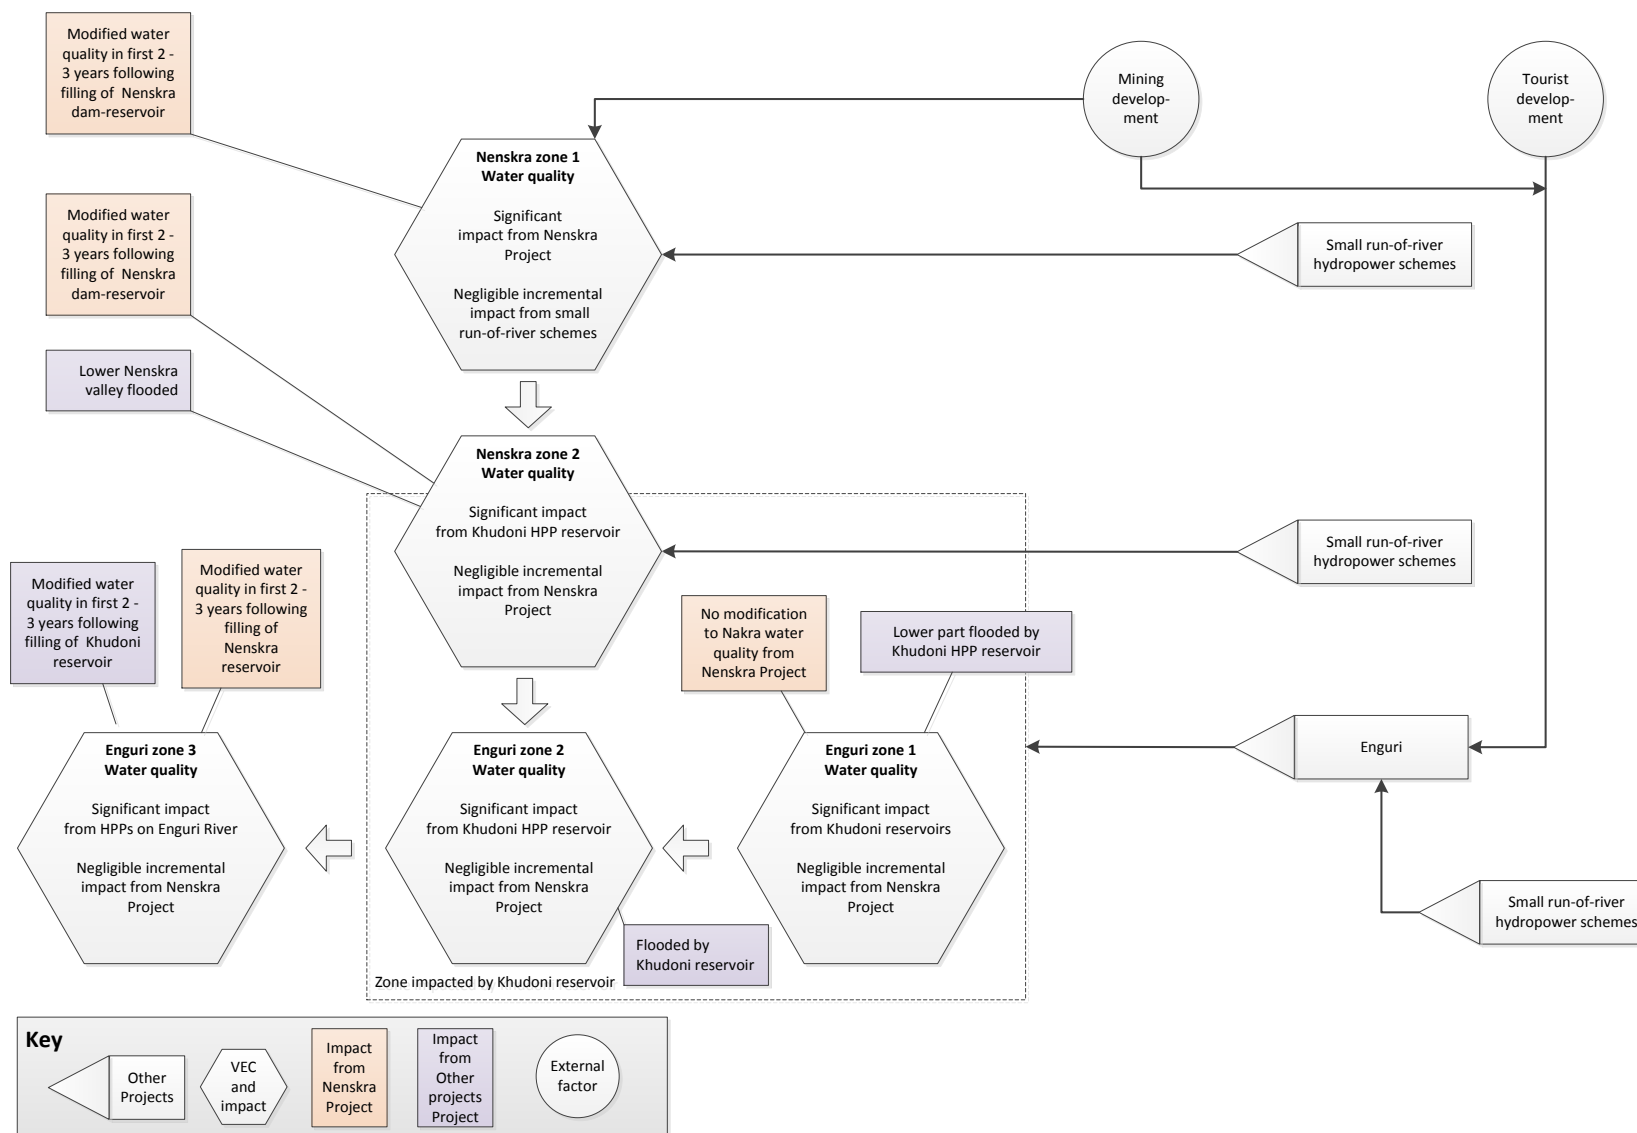 Modified water
quality in first 2 -
3 years following
filling of Nenskra
dam-reservoir
Mining
develop-
ment
Tourist
develop-
ment
Nenskra zone 1
Water quality
Significant
impact from Nenskra
Project
Negligible incremental
impact from small
run-of-river schemes
Small run-of-river
hydropower schemes
Modified water
quality in first 2 -
3 years following
filling of Nenskra
dam-reservoir
Lower Nenskra
valley flooded
Nenskra zone 2
Water quality
Significant impact
from Khudoni HPP reservoir
Negligible incremental
impact from Nenskra
Project
Small run-of-river
hydropower schemes
Modified water
quality in first 2 -
3 years following
filling of Khudoni
reservoir
Modified water
quality in first 2 -
3 years following
filling of
Nenskra
reservoir
No modification
to Nakra water
quality from
Nenskra Project
Lower part flooded by
Khudoni HPP reservoir
Enguri zone 3
Water quality
Significant impact
from HPPs on Enguri River
Negligible incremental
impact from Nenskra
Project
Enguri zone 2
Water quality
Significant impact
from Khudoni HPP reservoir
Negligible incremental
impact from Nenskra
Project
Enguri zone 1
Water quality
Significant impact
from Khudoni reservoirs
Negligible incremental
impact from Nenskra
Project
Enguri
Small run-of-river
hydropower schemes
Flooded by
Khudoni reservoir
Zone impacted by Khudoni reservoir
Key
Other
Projects
VEC
and
impact
Impact
from
Nenskra
Project
Impact
from
Other
projects
Project
External
factor